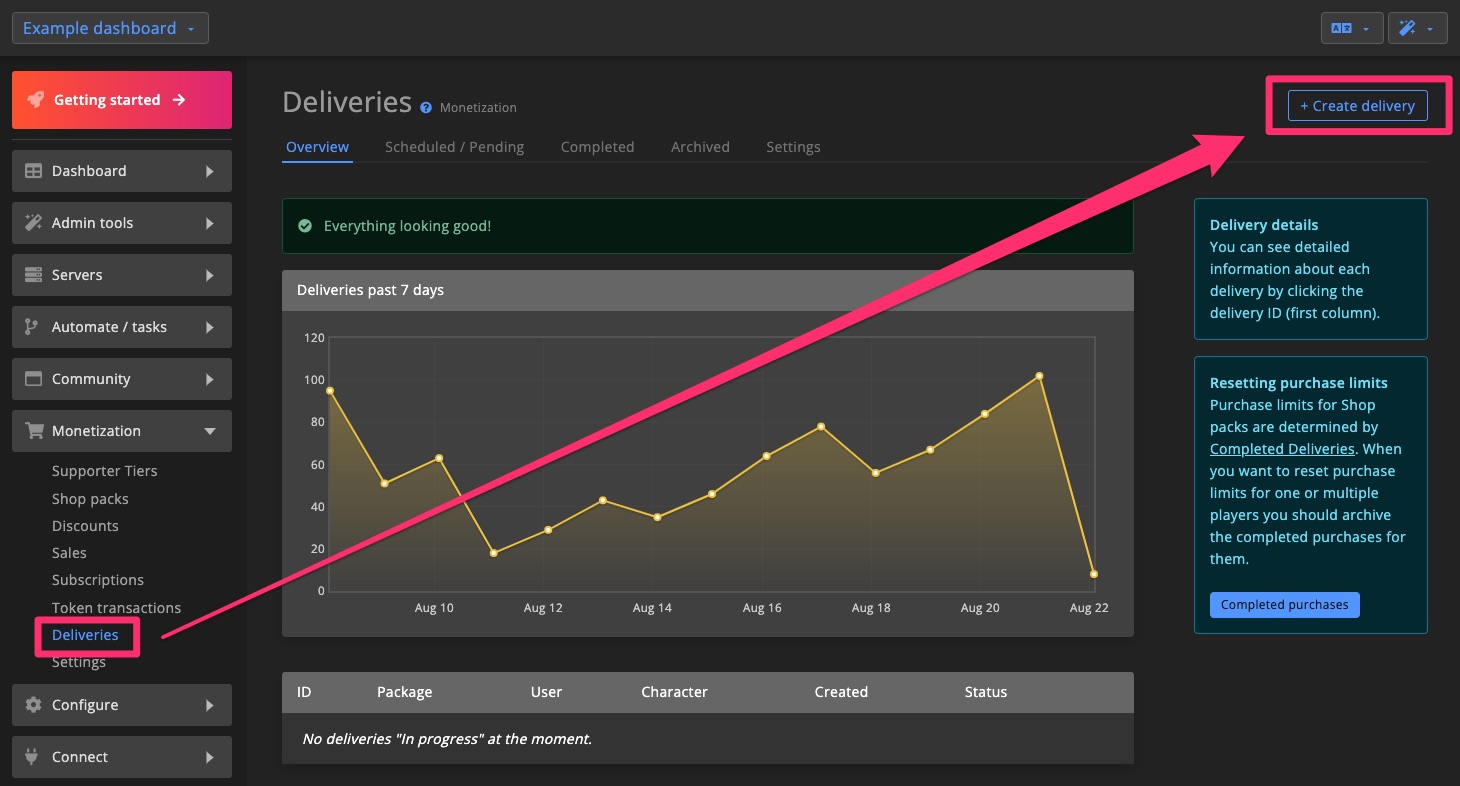 Example dashboard
Getting started
Dashboard
Admin tools
Servers
Automate / tasks
Community
Monetization
Supporter Tiers
Shop packs
Discounts
Sales
Subscriptions
Token transactions
Deliveries
Settings
Configure
Connect
Deliveries ? Monetization
+ Create delivery
Overview Scheduled / Pending Completed Archived Settings
Everything looking good!
Deliveries past 7 days
120
100
80
60
40
20
0
Aug 10 Aug 12 Aug 14 Aug 16 Aug 18 Aug 20 Aug 22
ID Package User Character Created Status
No deliveries "In progress" at the moment.
Delivery details
You can see detailed
information about each
delivery by clicking the
delivery ID (first column).
Resetting purchase limits
Purchase limits for Shop
packs are determined by
Completed Deliveries. When
you want to reset purchase
limits for one or multiple
players you should archive
the completed purchases for
them.
Completed purchases